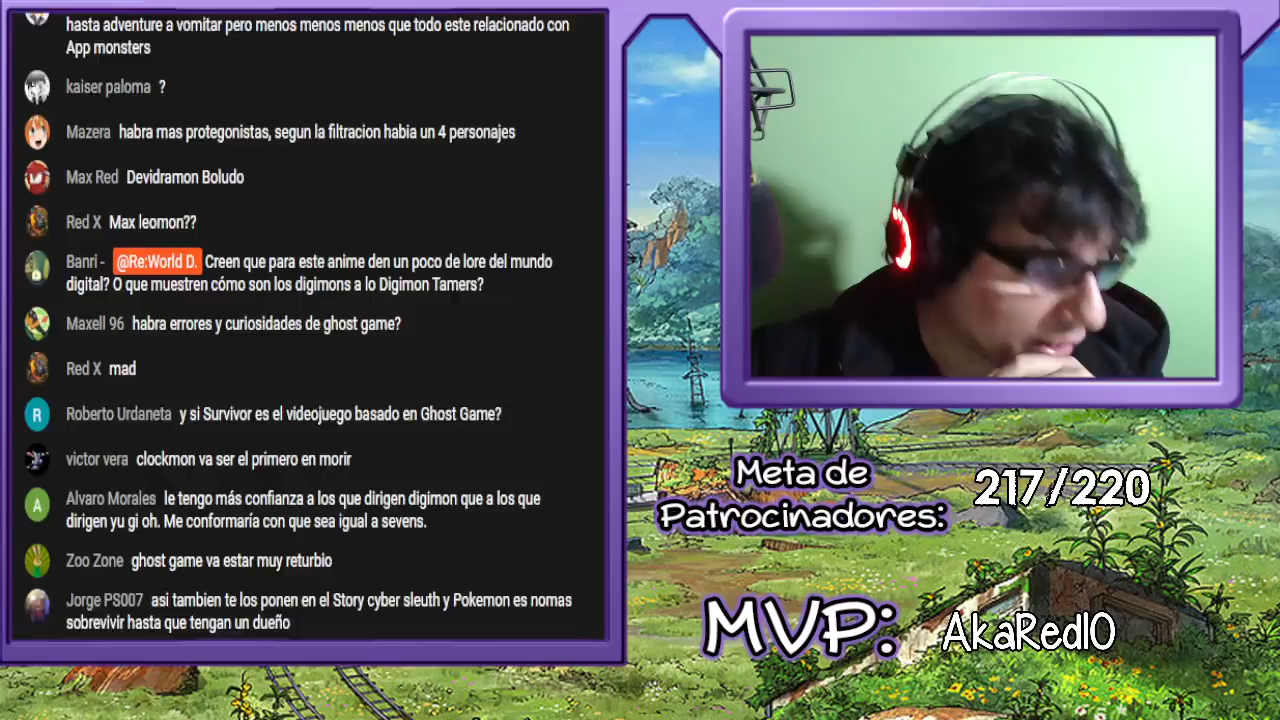 hasta adventure a vomitar pero menos menos menos que todo este relacionado con
App monsters
kaiser paloma ?
Mazera habra mas protegonistas, segun la filtracion habia un 4 personajes
Max Red Devidramon Boludo
Red X Max leomon??
Banri - @Re:World D. Creen que para este anime den un poco de lore del mundo
digital? O que muestren cómo son los digimons a lo Digimon Tamers?
Maxell 96 habra errores y curiosidades de ghost game?
Red X mad
R Roberto Urdaneta y si Survivor es el videojuego basado en Ghost Game?
victor vera clockmon va ser el primero en morir
A Alvaro Morales le tengo más confianza a los que dirigen digimon que a los que
dirigen yu gi oh. Me conformaría con que sea igual a sevens.
Zoo Zone ghost game va estar muy returbio
Jorge PS007 asi tambien te los ponen en el Story cyber sleuth y Pokemon es nomas
sobrevivir hasta que tengan un dueño
Meta de
Patrocinadores:
217/220
MVP:
AkaRed10